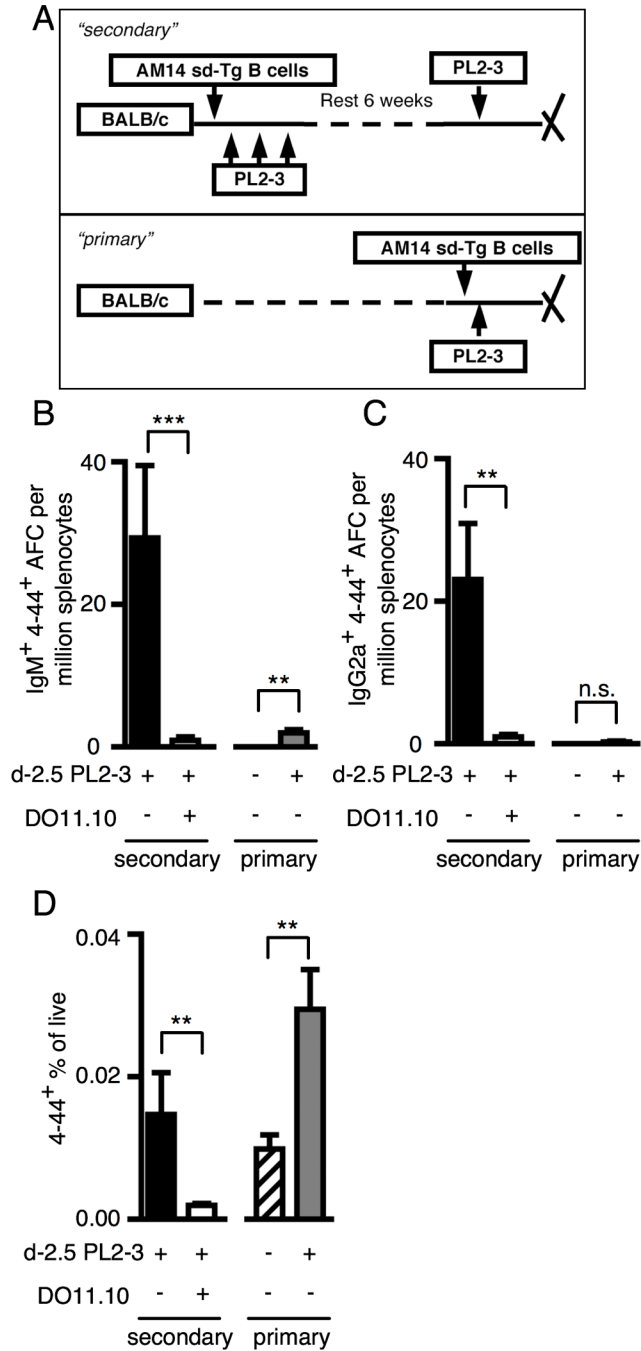 A
“secondary”
AM14 sd-Tg B cells
PL2-3
Rest 6 weeks
BALB/c
PL2-3
“primary”
AM14 sd-Tg B cells
BALB/c
PL2-3
B
IgM+ 4-44+ AFC per
million splenocytes
40
20
0
***
**
d-2.5 PL2-3 + + - +
DO11.10 - + - -
secondary primary
C
IgG2a+ 4-44+ AFC per
million splenocytes
40
20
0
**
n.s.
d-2.5 PL2-3 + + - +
DO11.10 - + - -
secondary primary
D
4-44+ % of live
0.04
0.02
0.00
**
**
d-2.5 PL2-3 + + - +
DO11.10 - + - -
secondary primary